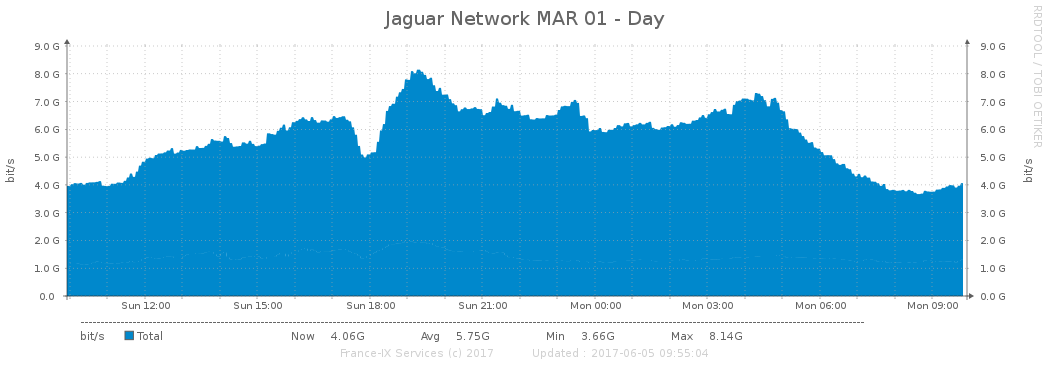 Jaguar Network MAR 01 - Day
RRDTOOL / TOBI OETIKER
bit/s
9.0 G 9.0 G
8.0 G 8.0 G
7.0 G 7.0 G
6.0 G 6.0 G
5.0 G 5.0 G
4.0 G 4.0 G
3.0 G 3.0 G
2.0 G 2.0 G
1.0 G 1.0 G
0.0 0.0 G
bit/s
Sun 12:00 Sun 15:00 Sun 18:00 Sun 21:00 Mon 00:00 Mon 03:00 Mon 06:00 Mon 09:00
bit/s Total Now 4.06G Avg 5.75G Min 3.66G Max 8.14G
France-IX Services (c) 2017 Updated : 2017-06-05 09:55:04